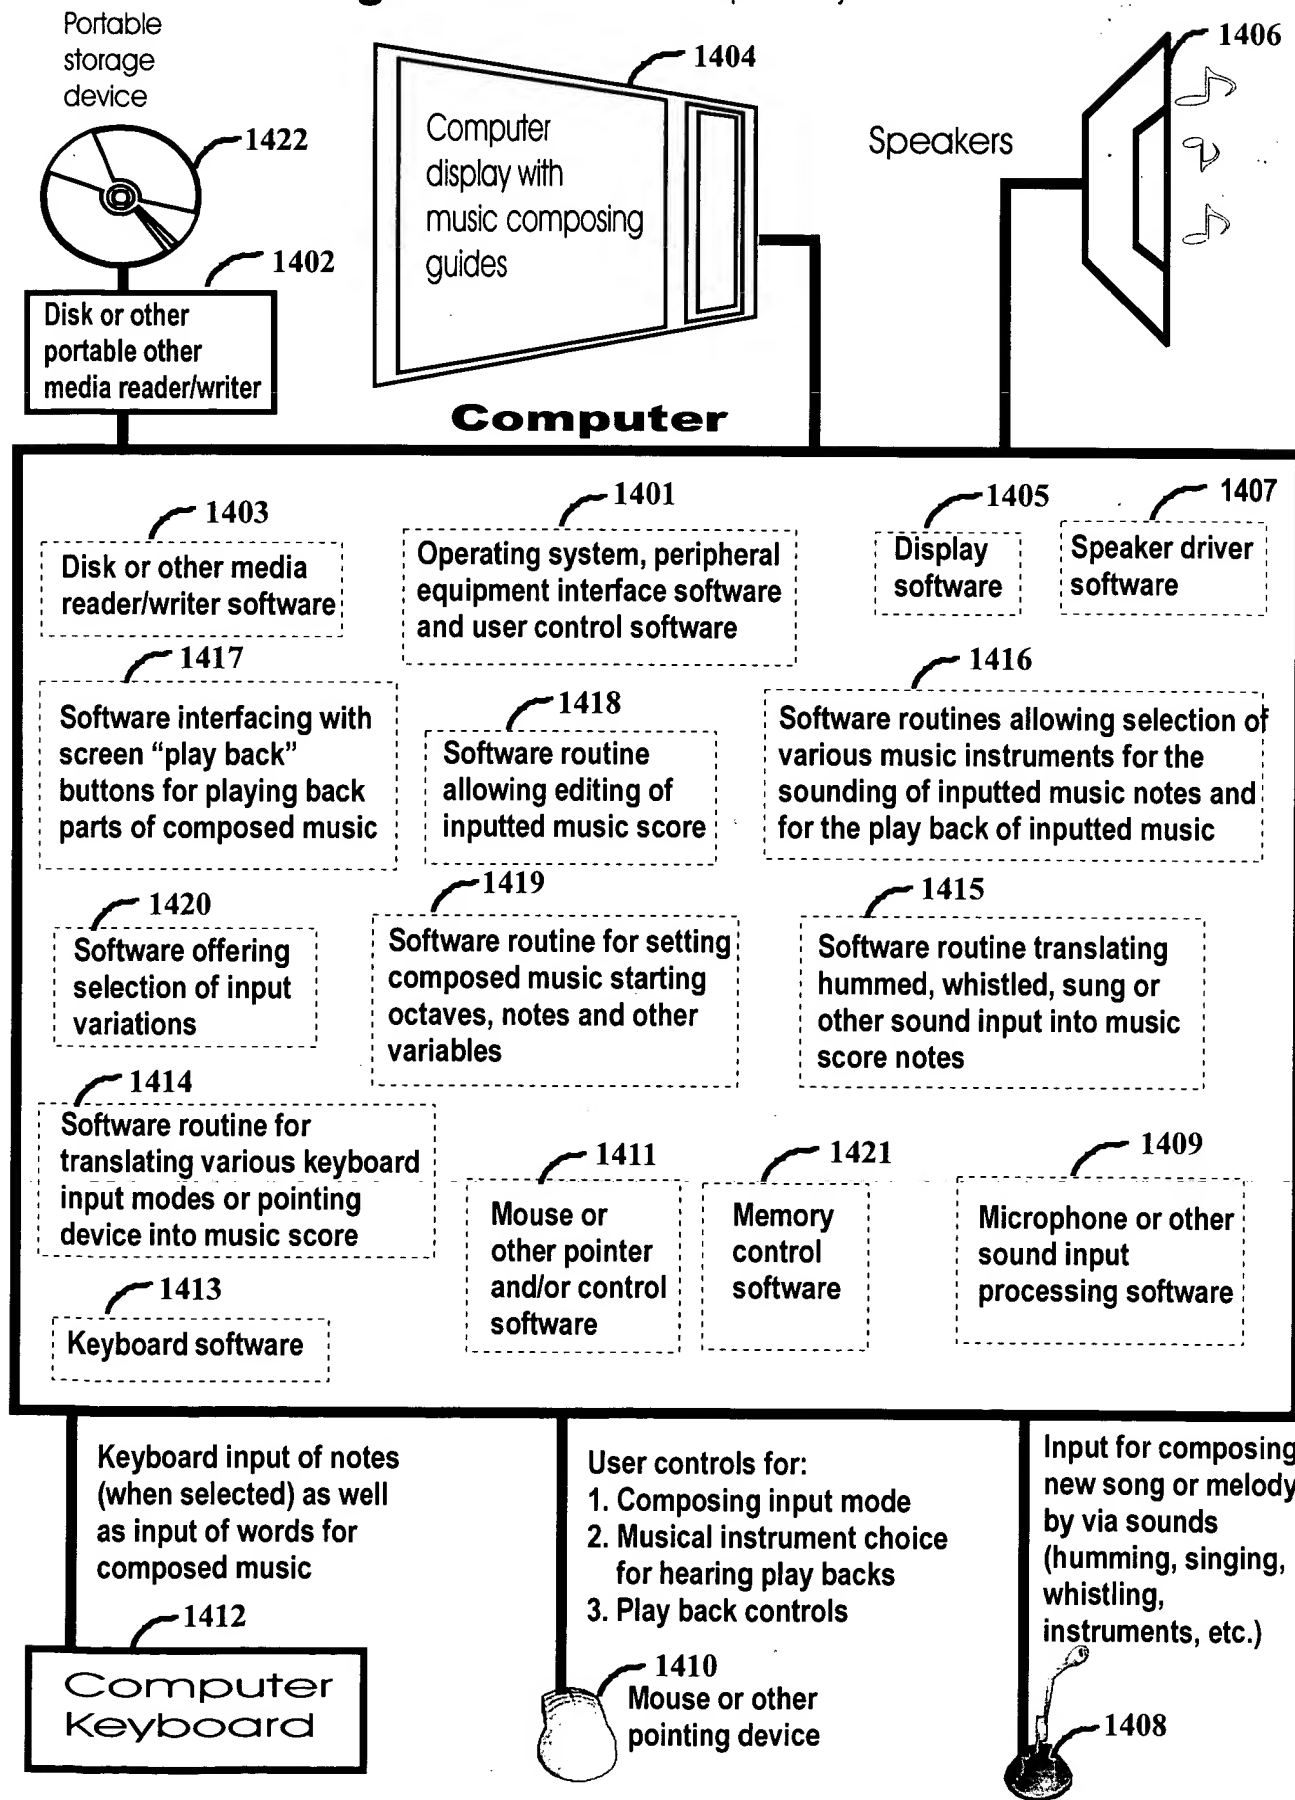 Portable
storage
device
1422
1404
1406
Computer
display with
music composing
guides
Speakers
1402
Disk or other
portable other
media reader/writer
Computer
1403
Disk or other media
reader/writer software
1401
Operating system, peripheral
equipment interface software
and user control software
1405
Display
software
1407
Speaker driver
software
1417
Software interfacing with
screen "play back"
buttons for playing back
parts of composed music
1418
Software routine
allowing editing of
inputted music score
1416
Software routines allowing selection of
various music instruments for the
sounding of inputted music notes and
for the play back of inputted music
1420
Software offering
selection of input
variations
1419
Software routine for setting
composed music starting
octaves, notes and other
variables
1415
Software routine translating
hummed, whistled, sung or
other sound input into music
score notes
1414
Software routine for
translating various keyboard
input modes or pointing
device into music score
1411
Mouse or
other pointer
and/or control
software
1421
Memory
control
software
1409
Microphone or other
sound input
processing software
1413
Keyboard software
Keyboard input of notes
(when selected) as well
as input of words for
composed music
1412
Computer
Keyboard
User controls for:
1. Composing input mode
2. Musical instrument choice
for hearing play backs
3. Play back controls
1410
Mouse or other
pointing device
Input for composing
new song or melody
by via sounds
(humming, singing,
whistling,
instruments, etc.)
1408